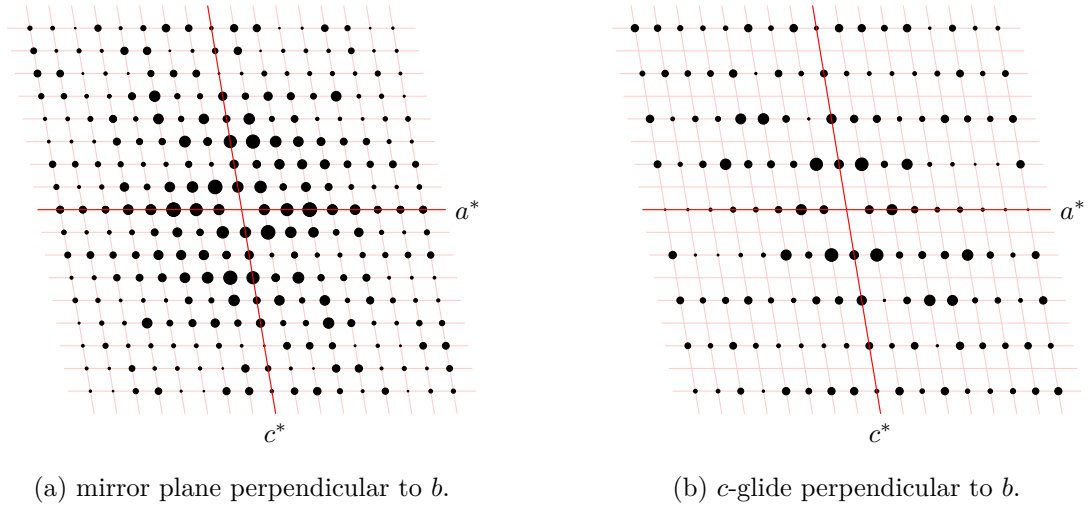 a*
a*
c*
c*
(a) mirror plane perpendicular to b.
(b) c-glide perpendicular to b.